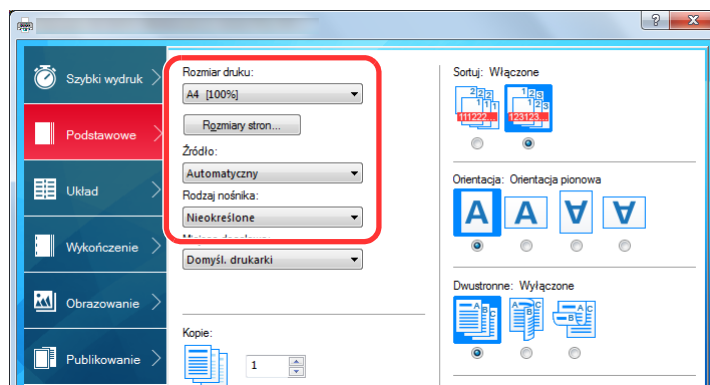 Szybki wydruk
Podstawowe
Układ
Wykończenie
Obrazowanie
Publikowanie
Rozmiar druku:
A4 [100%]
Rozmiary stron...
Źródło:
Automatyczny
Rodzaj nośnika:
Nieokreślone
Domyśl. drukarki
Kopie:
1
Sortuj: Włączone
111222...
123123...
Orientacja: Orientacja pionowa
A A A A
Dwustronne: Wyłączone
A B C
A B C
A B C